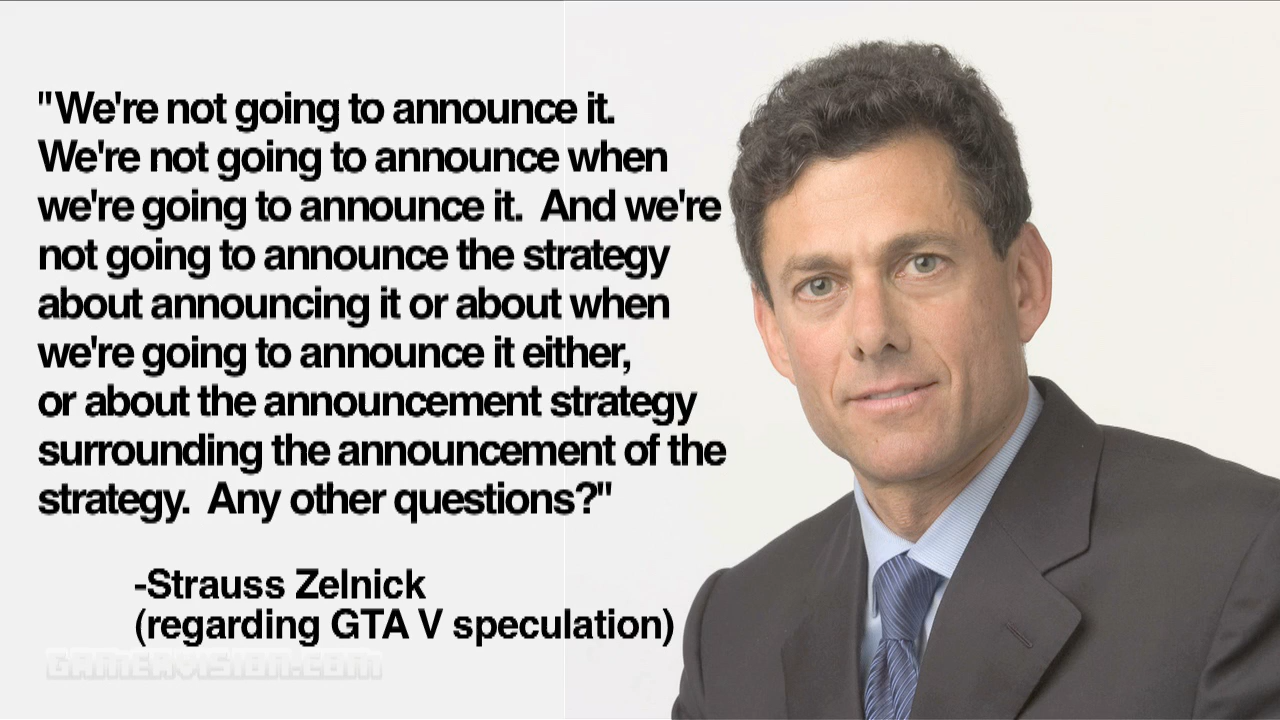 "We're not going to announce it.
We're not going to announce when
we're going to announce it.  And we're
not going to announce the strategy
about announcing it or about when
we're going to announce it either,
or about the announcement strategy
surrounding the announcement of the
strategy.  Any other questions?"
-Strauss Zelnick
(regarding GTA V speculation)
GAMERVISION.COM